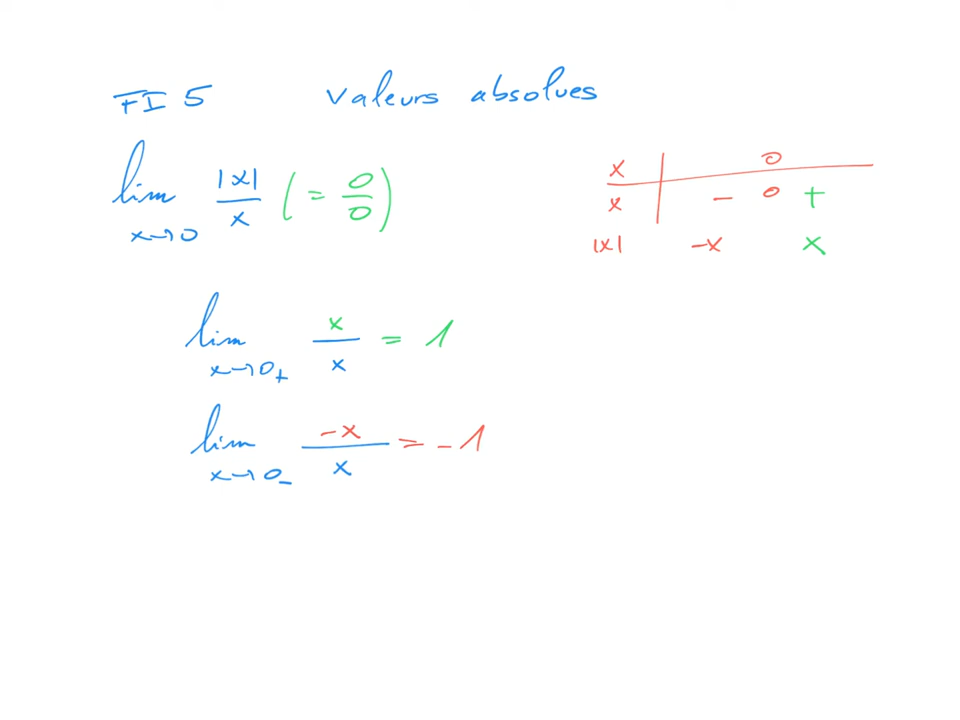 FI 5 valeurs absolues
lim x→0 |x|/x (= 0/0)
x | 0
x | - 0 +
|x| -x x
lim x→0+ x/x = 1
lim x→0- -x/x = -1